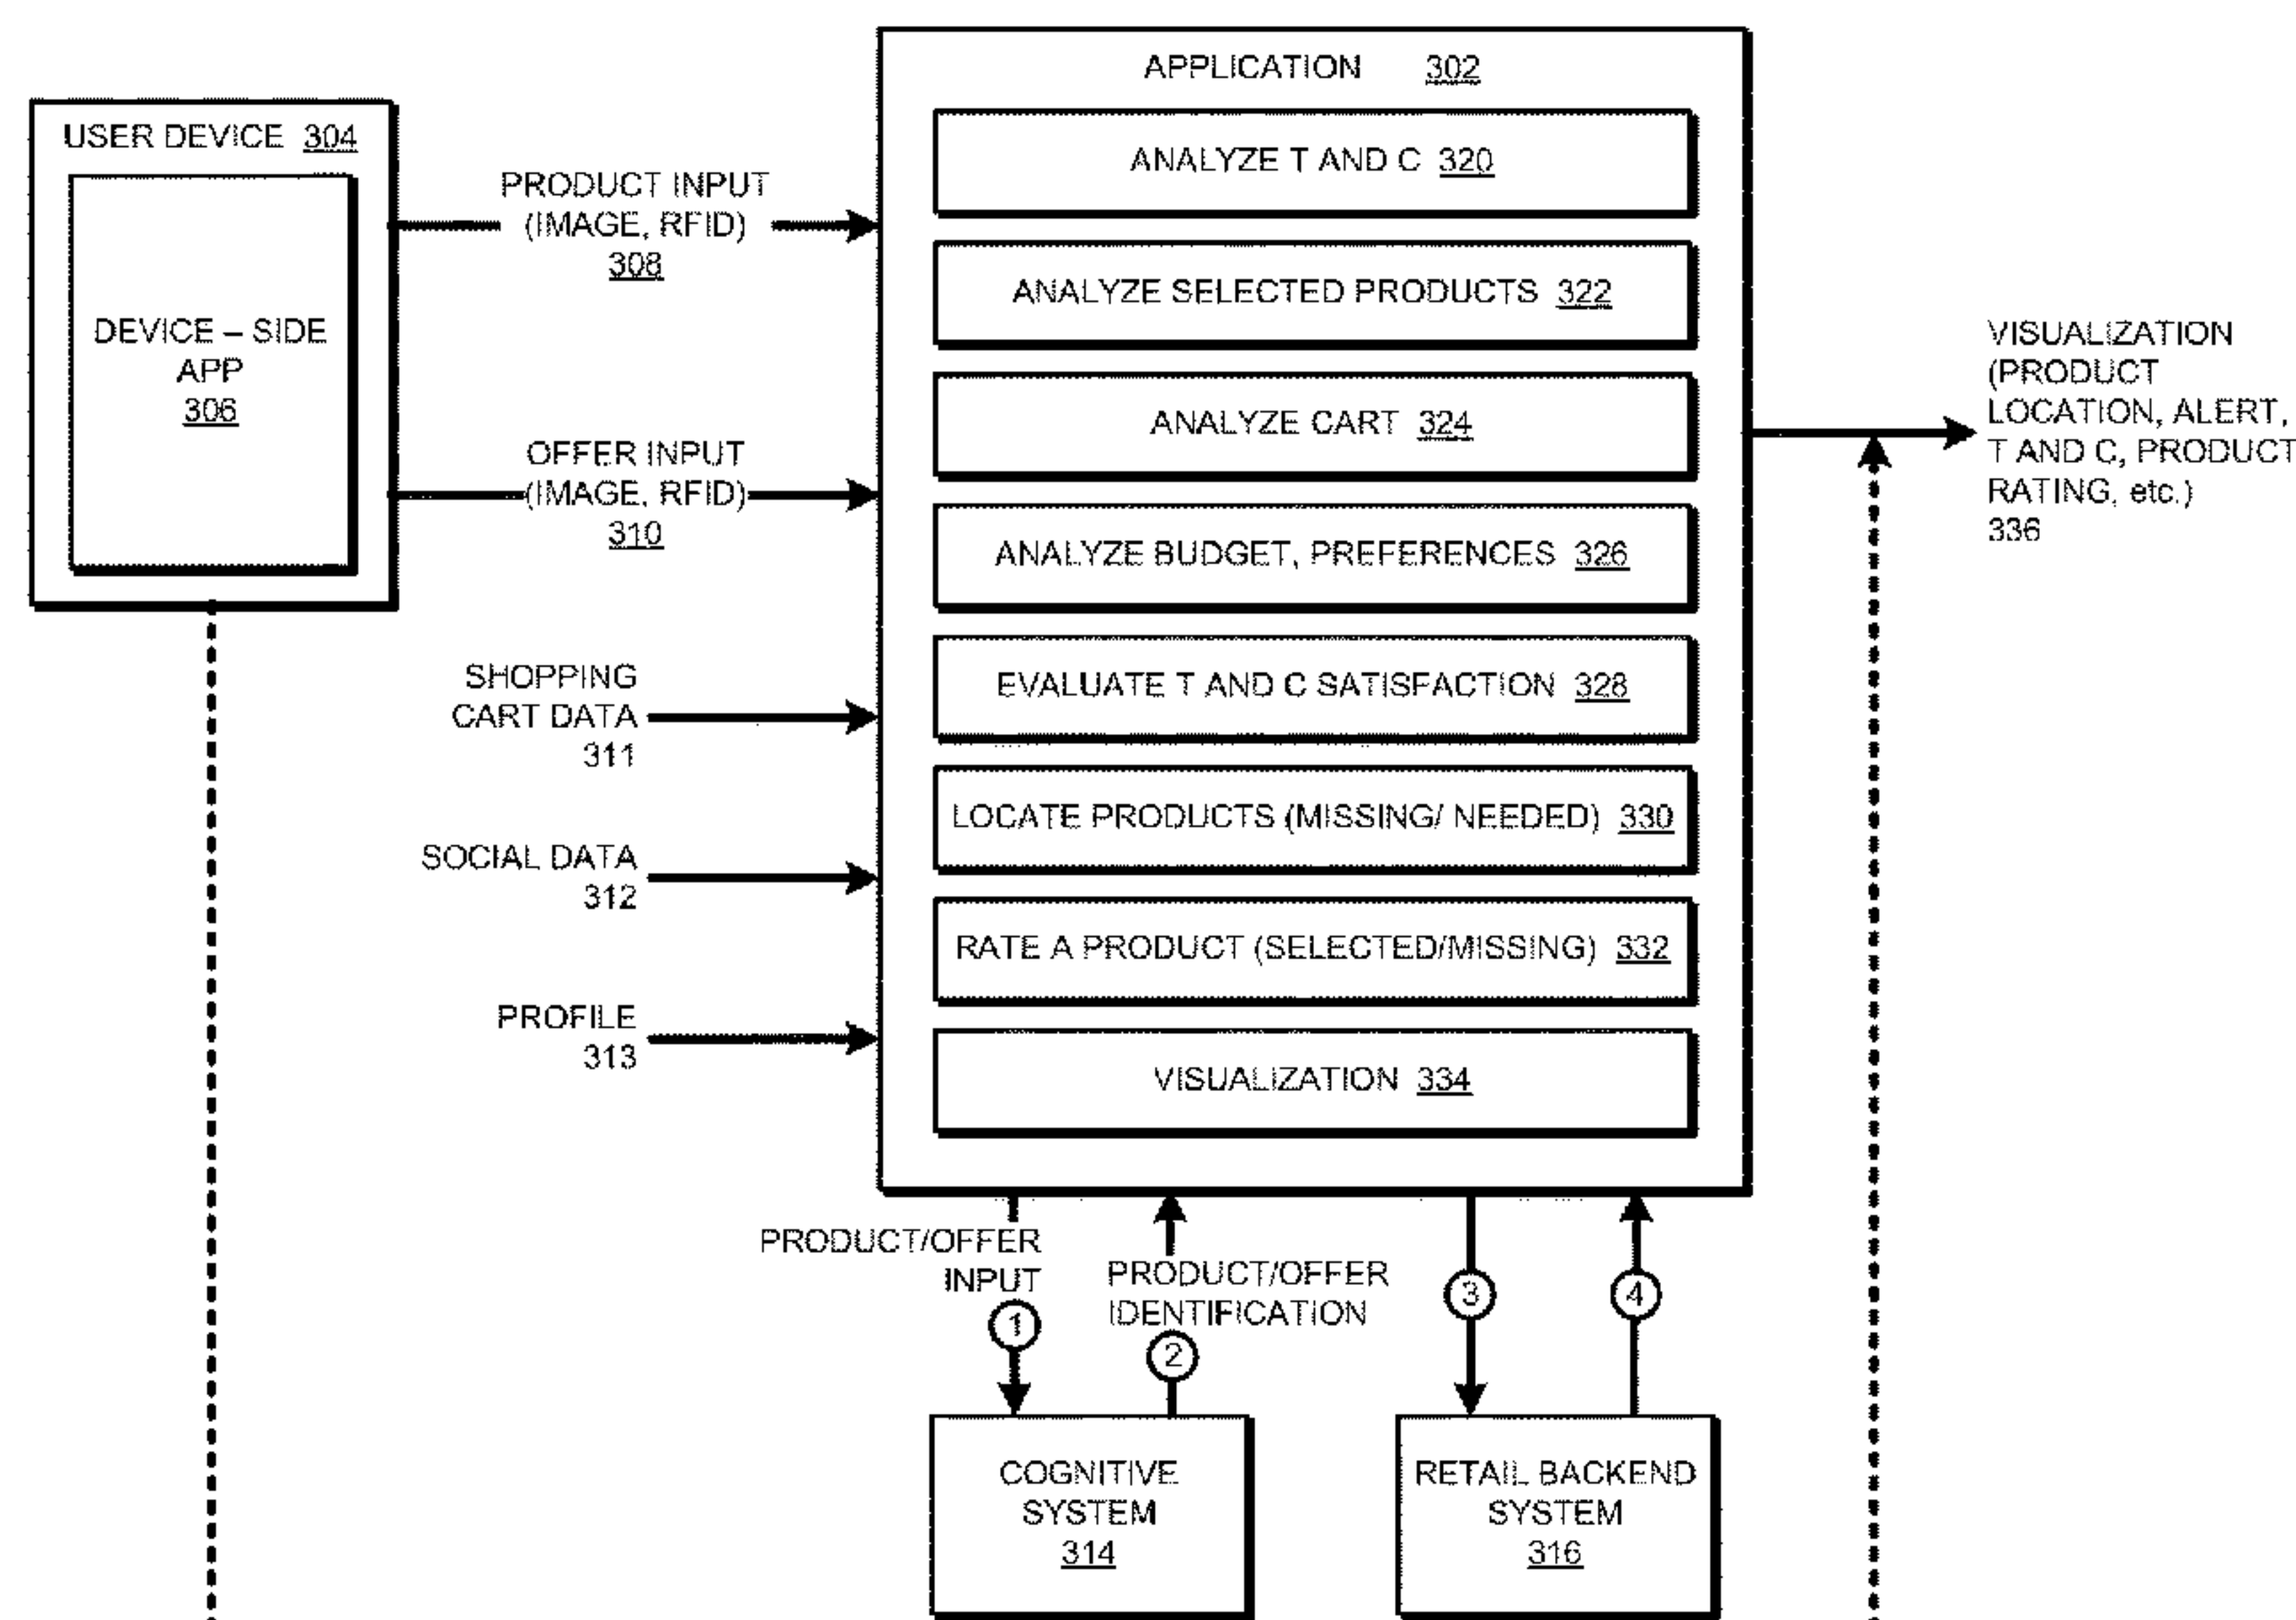 APPLICATION 302
USER DEVICE 304
DEVICE – SIDE
APP
306
PRODUCT INPUT
(IMAGE, RFID)
308
OFFER INPUT
(IMAGE, RFID)
310
SHOPPING
CART DATA
311
SOCIAL DATA
312
PROFILE
313
ANALYZE T AND C 320
ANALYZE SELECTED PRODUCTS 322
ANALYZE CART 324
ANALYZE BUDGET, PREFERENCES 326
EVALUATE T AND C SATISFACTION 328
LOCATE PRODUCTS (MISSING/ NEEDED) 330
RATE A PRODUCT (SELECTED/MISSING) 332
VISUALIZATION 334
VISUALIZATION
(PRODUCT
LOCATION, ALERT,
T AND C, PRODUCT
RATING, etc.)
336
PRODUCT/OFFER
INPUT
1
PRODUCT/OFFER
IDENTIFICATION
2
3
4
COGNITIVE
SYSTEM
314
RETAIL BACKEND
SYSTEM
316